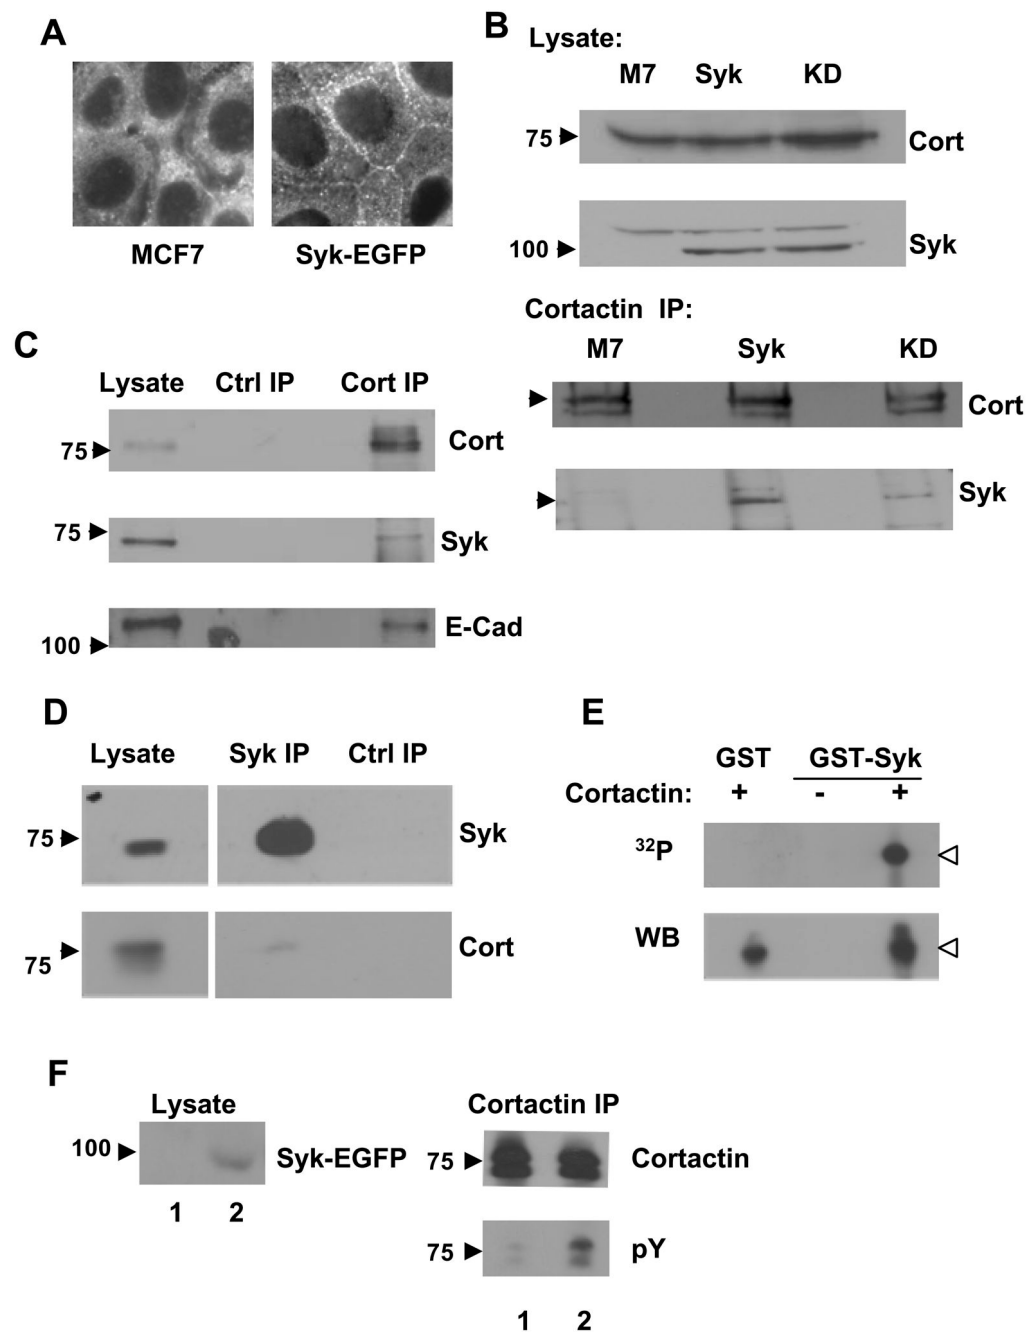 A
MCF7 Syk-EGFP
B
Lysate:
M7 Syk KD
75 Cort
100 Syk
Cortactin IP:
M7 Syk KD
Cort
Syk
C
Lysate Ctrl IP Cort IP
75 Cort
75 Syk
100 E-Cad
D
Lysate Syk IP Ctrl IP
75 Syk
75 Cort
E
GST GST-Syk
Cortactin: + - +
³²P
WB
F
Lysate
100 Syk-EGFP
1 2
Cortactin IP
75 Cortactin
75 pY
1 2